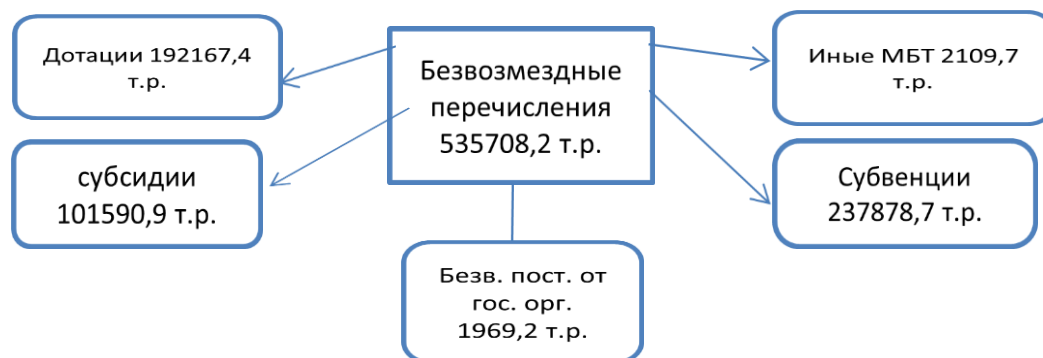 Дотации 192167,4
т.р.
Безвозмездные
перечисления
535708,2 т.р.
Иные МБТ 2109,7
т.р.
субсидии
101590,9 т.р.
Субвенции
237878,7 т.р.
Безв. пост. от
гос. орг.
1969,2 т.р.